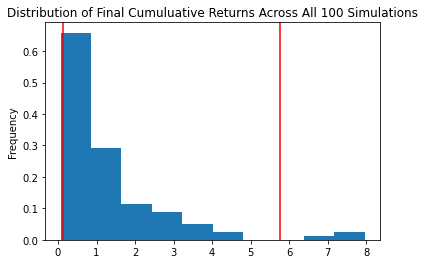 Distribution of Final Cumuluative Returns Across All 100 Simulations
Frequency
0.6
0.5
0.4
0.3
0.2
0.1
0.0
0 1 2 3 4 5 6 7 8